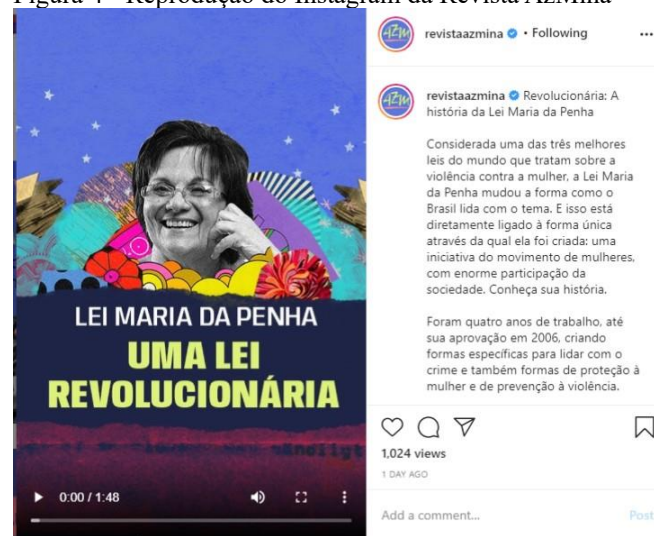 Figura 4 - Reprodução do Instagram da Revista AzMina
AZM
revistaazmina • Following
...
LEI MARIA DA PENHA
UMA LEI
REVOLUCIONÁRIA
0:00 / 1:48
AZM
revistaazmina Revolucionária: A
história da Lei Maria da Penha
Considerada uma das três melhores
leis do mundo que tratam sobre a
violência contra a mulher, a Lei Maria
da Penha mudou a forma como o
Brasil lida com o tema. E isso está
diretamente ligado à forma única
através da qual ela foi criada: uma
iniciativa do movimento de mulheres,
com enorme participação da
sociedade. Conheça sua história.
Foram quatro anos de trabalho, até
sua aprovação em 2006, criando
formas específicas para lidar com o
crime e também formas de proteção à
mulher e de prevenção à violência.
1,024 views
1 DAY AGO
Add a comment...
Post